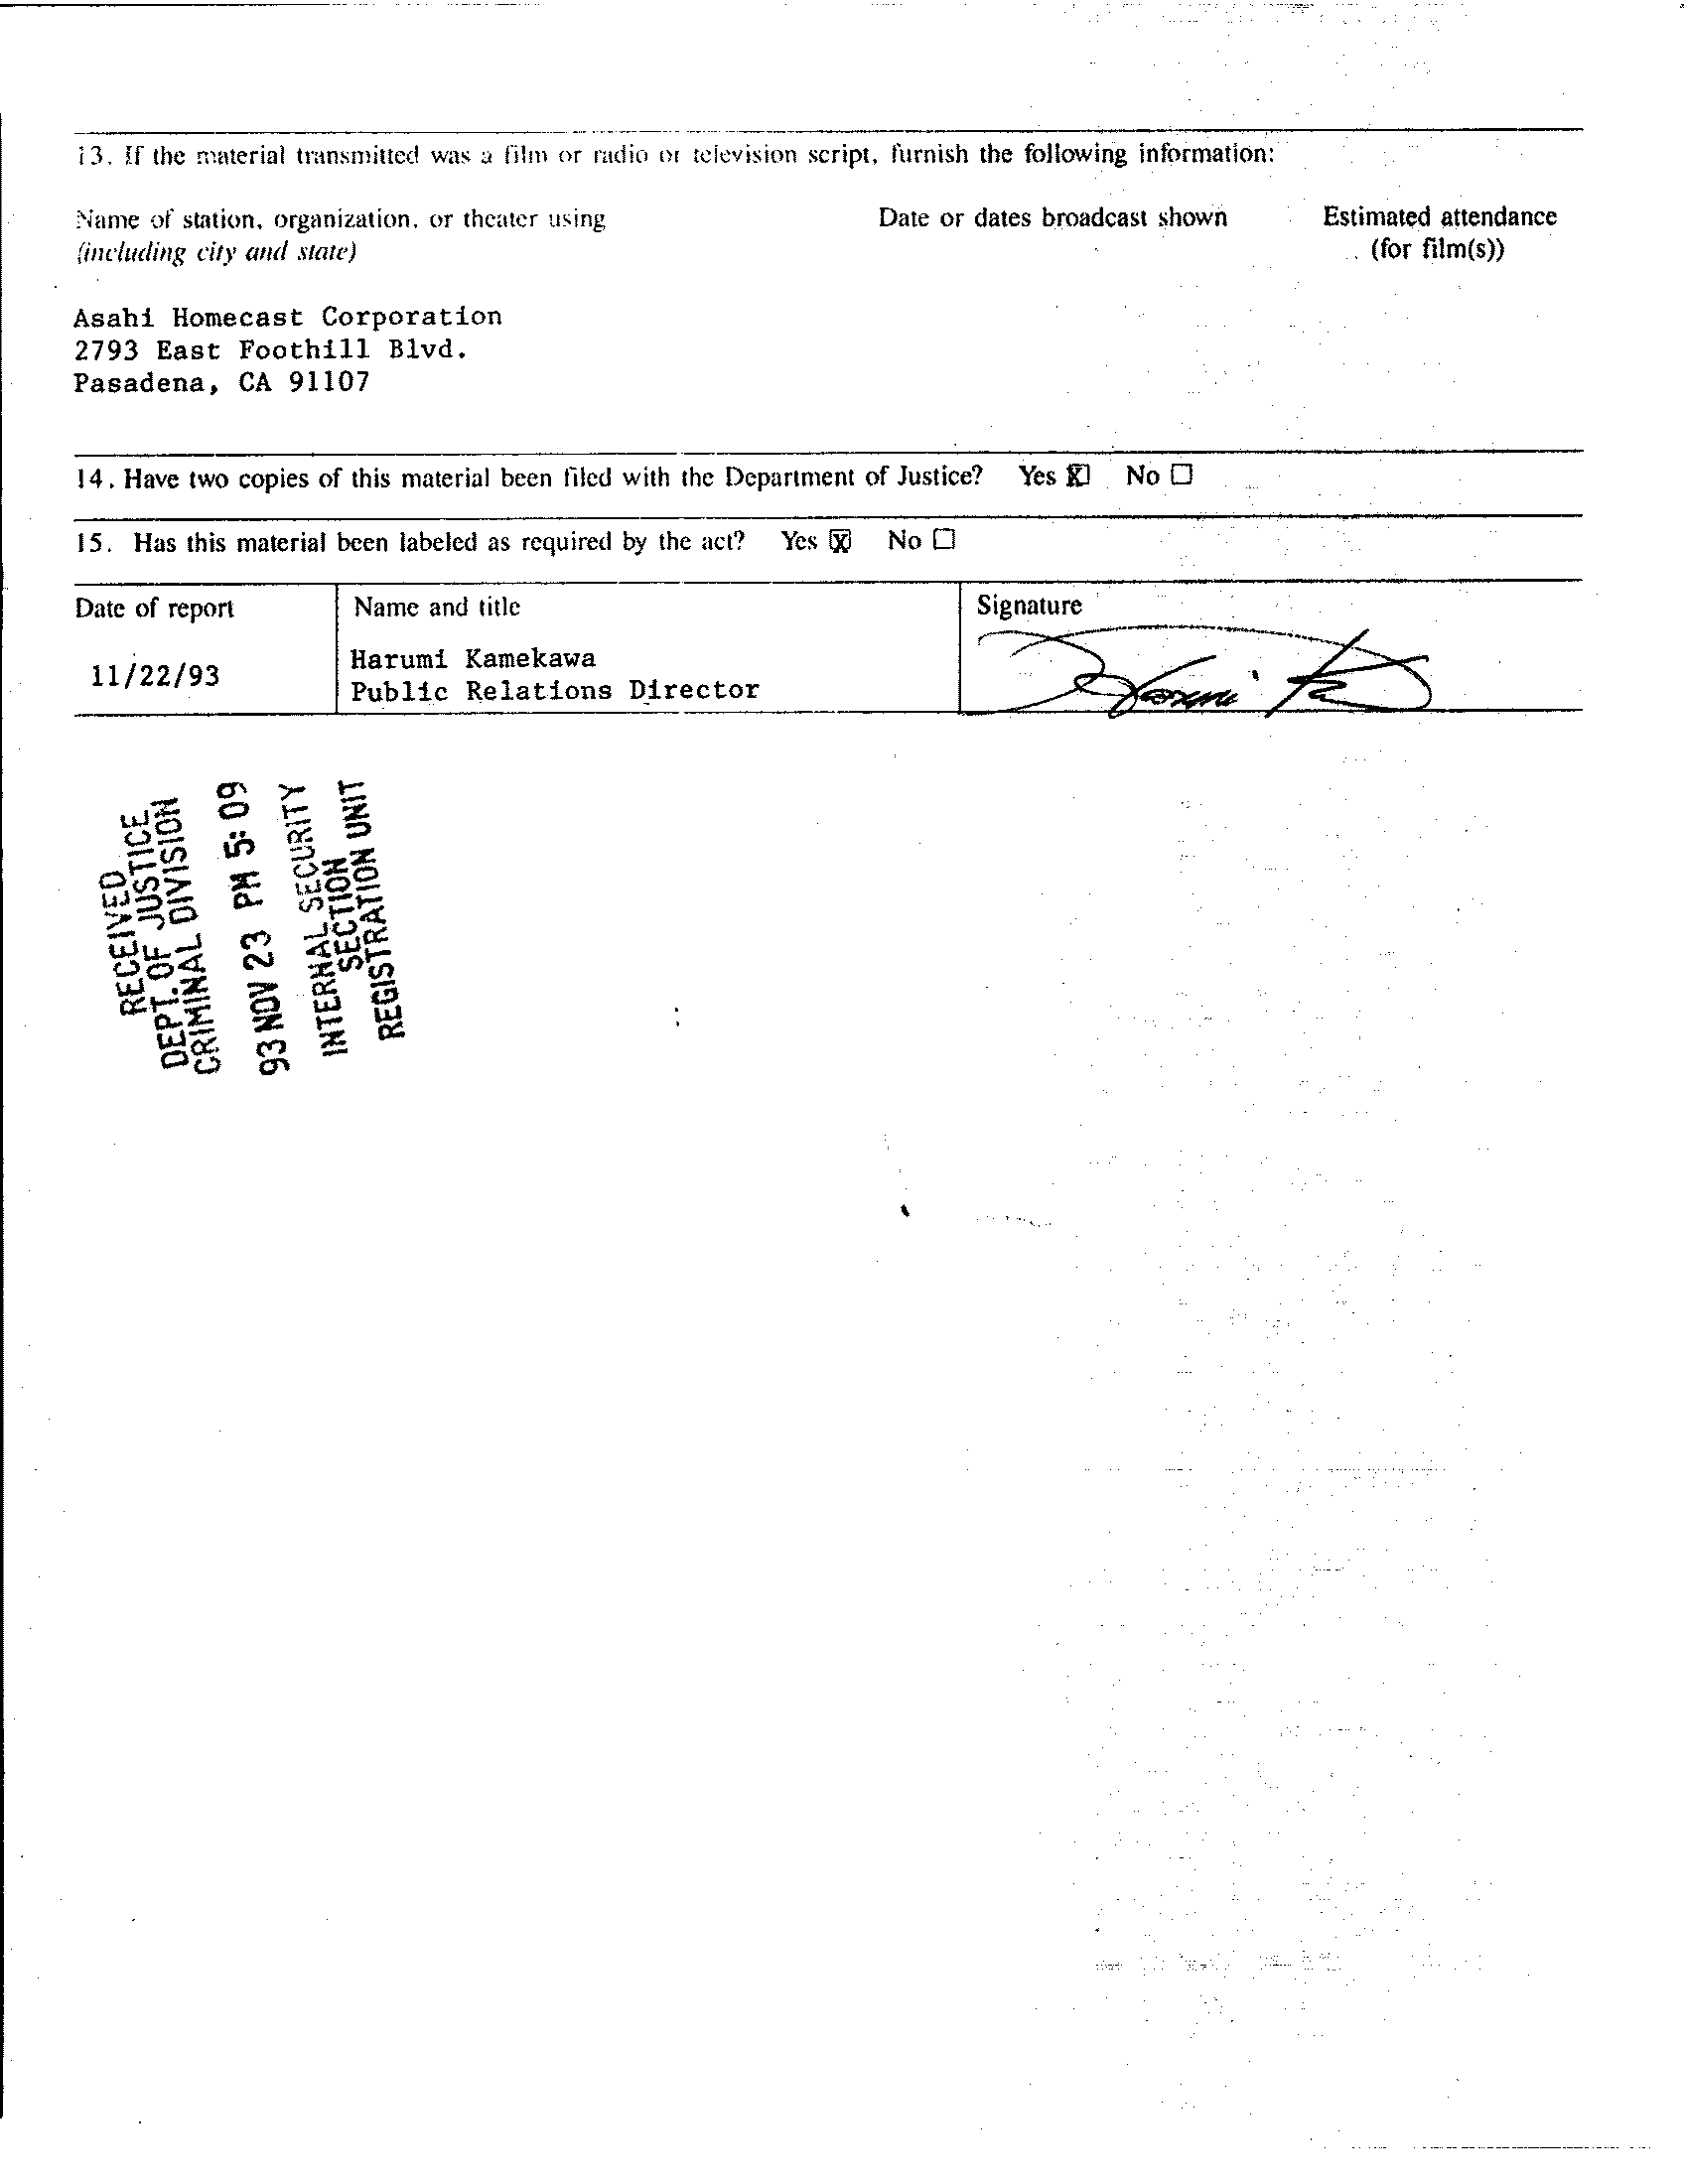 13. If the material transmitted was a film or radio or television script, furnish the following information:
Name of station, organization, or theater using
(including city and state)
Date or dates broadcast shown
Estimated attendance
(for film(s))
Asahi Homecast Corporation
2793 East Foothill Blvd.
Pasadena, CA 91107
14. Have two copies of this material been filed with the Department of Justice? Yes ☒ No ☐
15. Has this material been labeled as required by the act? Yes ☒ No ☐
Date of report
11/22/93
Name and title
Harumi Kamekawa
Public Relations Director
Signature
Harumi
RECEIVED
DEPT. OF JUSTICE
CRIMINAL DIVISION
93 NOV 23 PM 5:09
INTERNAL SECURITY
SECTION
REGISTRATION UNIT